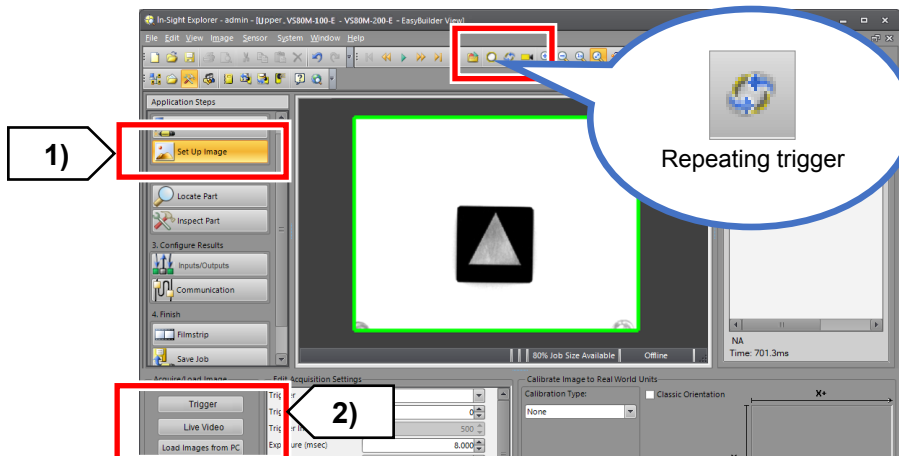 In-Sight Explorer - admin - [Upper_VS80M-100-E - VS80M-200-E - EasyBuilder View]
File Edit View Image Sensor System Window Help
Application Steps
1)
Set Up Image
Repeating trigger
Locate Part
Inspect Part
3. Configure Results
Inputs/Outputs
Communication
4. Finish
Filmstrip
Save Job
80% Job Size Available
Offline
NA
Time: 701.3ms
Acquire/Load Image
Edit Acquisition Settings
Calibrate Image to Real World Units
Trigger
Live Video
Load Images from PC
2)
0
500
Exposure (msec)
8.000
Calibration Type:
None
Classic Orientation
X+